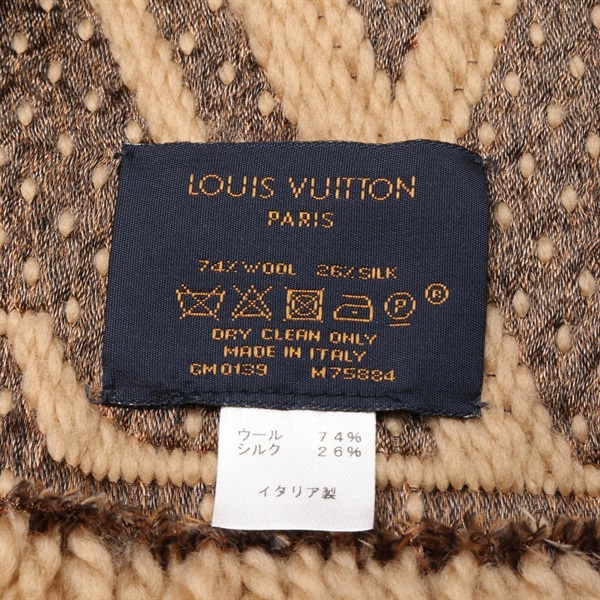 LOUIS VUITTON
PARIS
74% WOOL 26% SILK
P ®
DRY CLEAN ONLY
MADE IN ITALY
GM0139 M75884
ウール 74%
シルク 26%
イタリア製